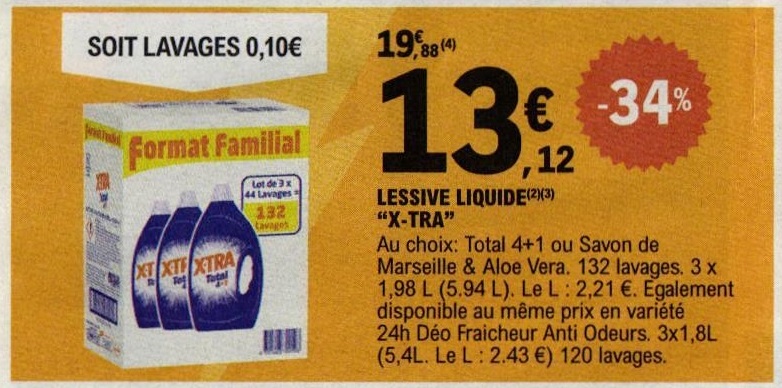 SOIT LAVAGES 0,10€
19€,88(4)
13€,12
-34%
Format Familial
Lot de 3 x
44 Lavages =
132
Lavages
X-TRA
Total
4+1
LESSIVE LIQUIDE(2)(3)
“X-TRA”
Au choix: Total 4+1 ou Savon de
Marseille & Aloe Vera. 132 lavages. 3 x
1,98 L (5.94 L). Le L : 2,21 €. Egalement
disponible au même prix en variété
24h Déo Fraicheur Anti Odeurs. 3x1,8L
(5,4L. Le L : 2.43 €) 120 lavages.